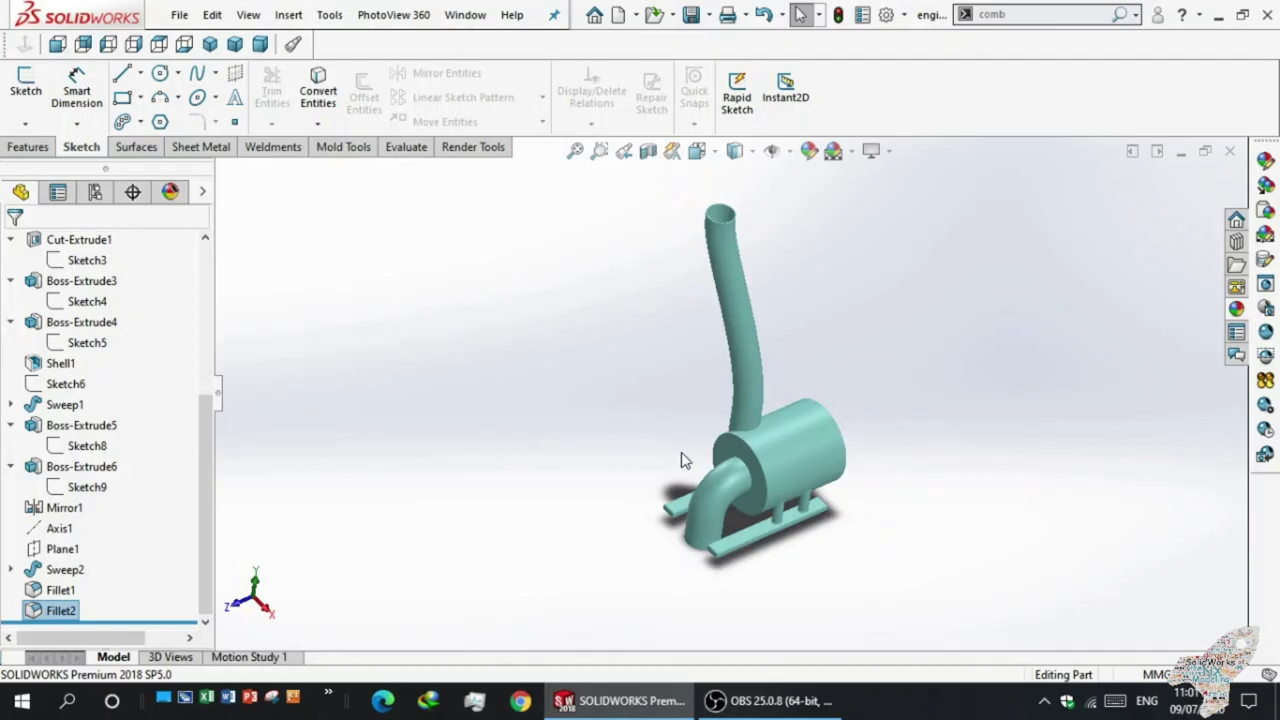 SOLIDWORKS
File Edit View Insert Tools PhotoView 360 Window Help
engi...
comb
Sketch
Smart Dimension
Trim Entities
Convert Entities
Offset Entities
Mirror Entities
Linear Sketch Pattern
Move Entities
Display/Delete Relations
Repair Sketch
Quick Snaps
Rapid Sketch
Instant2D
Features Sketch Surfaces Sheet Metal Weldments Mold Tools Evaluate Render Tools
Cut-Extrude1
Sketch3
Boss-Extrude3
Sketch4
Boss-Extrude4
Sketch5
Shell1
Sketch6
Sweep1
Boss-Extrude5
Sketch8
Boss-Extrude6
Sketch9
Mirror1
Axis1
Plane1
Sweep2
Fillet1
Fillet2
Y
Z
X
Model 3D Views Motion Study 1
SOLIDWORKS Premium 2018 SP5.0
Editing Part
SolidWorks
NX
SOLIDWORKS Prem...
OBS 25.0.8 (64-bit, ...
ENG